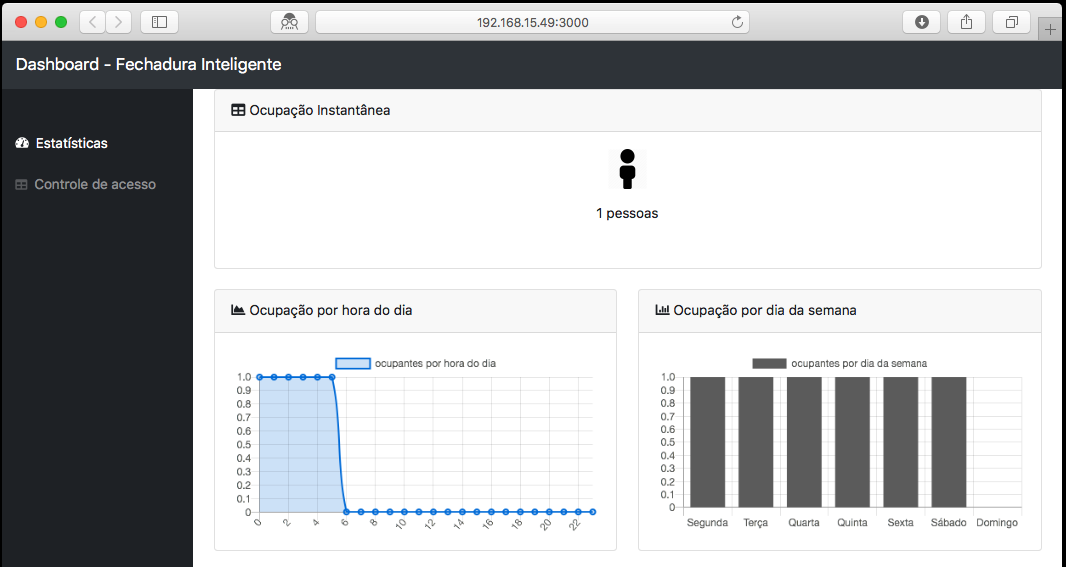 192.168.15.49:3000
Dashboard - Fechadura Inteligente
Estatísticas
Controle de acesso
Ocupação Instantânea
1 pessoas
Ocupação por hora do dia
ocupantes por hora do dia
1.0
0.9
0.8
0.7
0.6
0.5
0.4
0.3
0.2
0.1
0
0 2 4 6 8 10 12 14 16 18 20 22
Ocupação por dia da semana
ocupantes por dia da semana
1.0
0.9
0.8
0.7
0.6
0.5
0.4
0.3
0.2
0.1
0
Segunda Terça Quarta Quinta Sexta Sábado Domingo